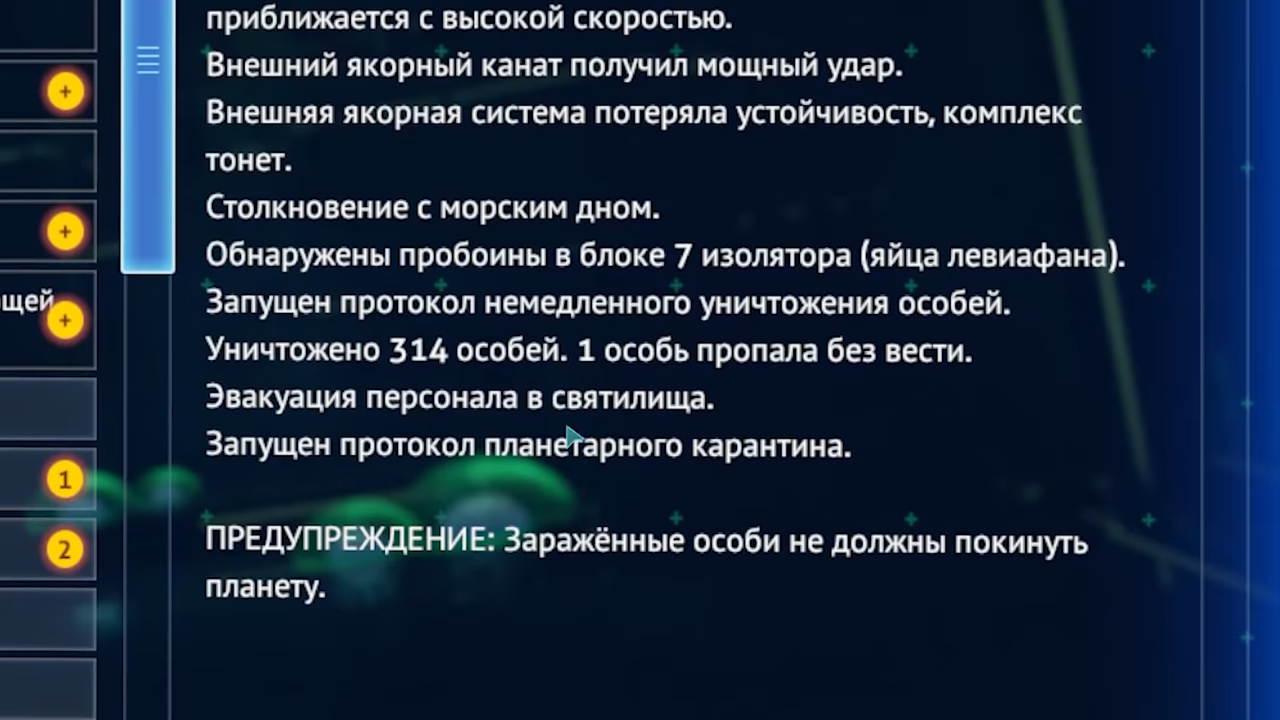 приближается с высокой скоростью.
Внешний якорный канат получил мощный удар.
Внешняя якорная система потеряла устойчивость, комплекс
тонет.
Столкновение с морским дном.
Обнаружены пробоины в блоке 7 изолятора (яйца левиафана).
ющей
Запущен протокол немедленного уничтожения особей.
Уничтожено 314 особей. 1 особь пропала без вести.
Эвакуация персонала в святилища.
Запущен протокол планетарного карантина.
1
ПРЕДУПРЕЖДЕНИЕ: Заражённые особи не должны покинуть
2
планету.